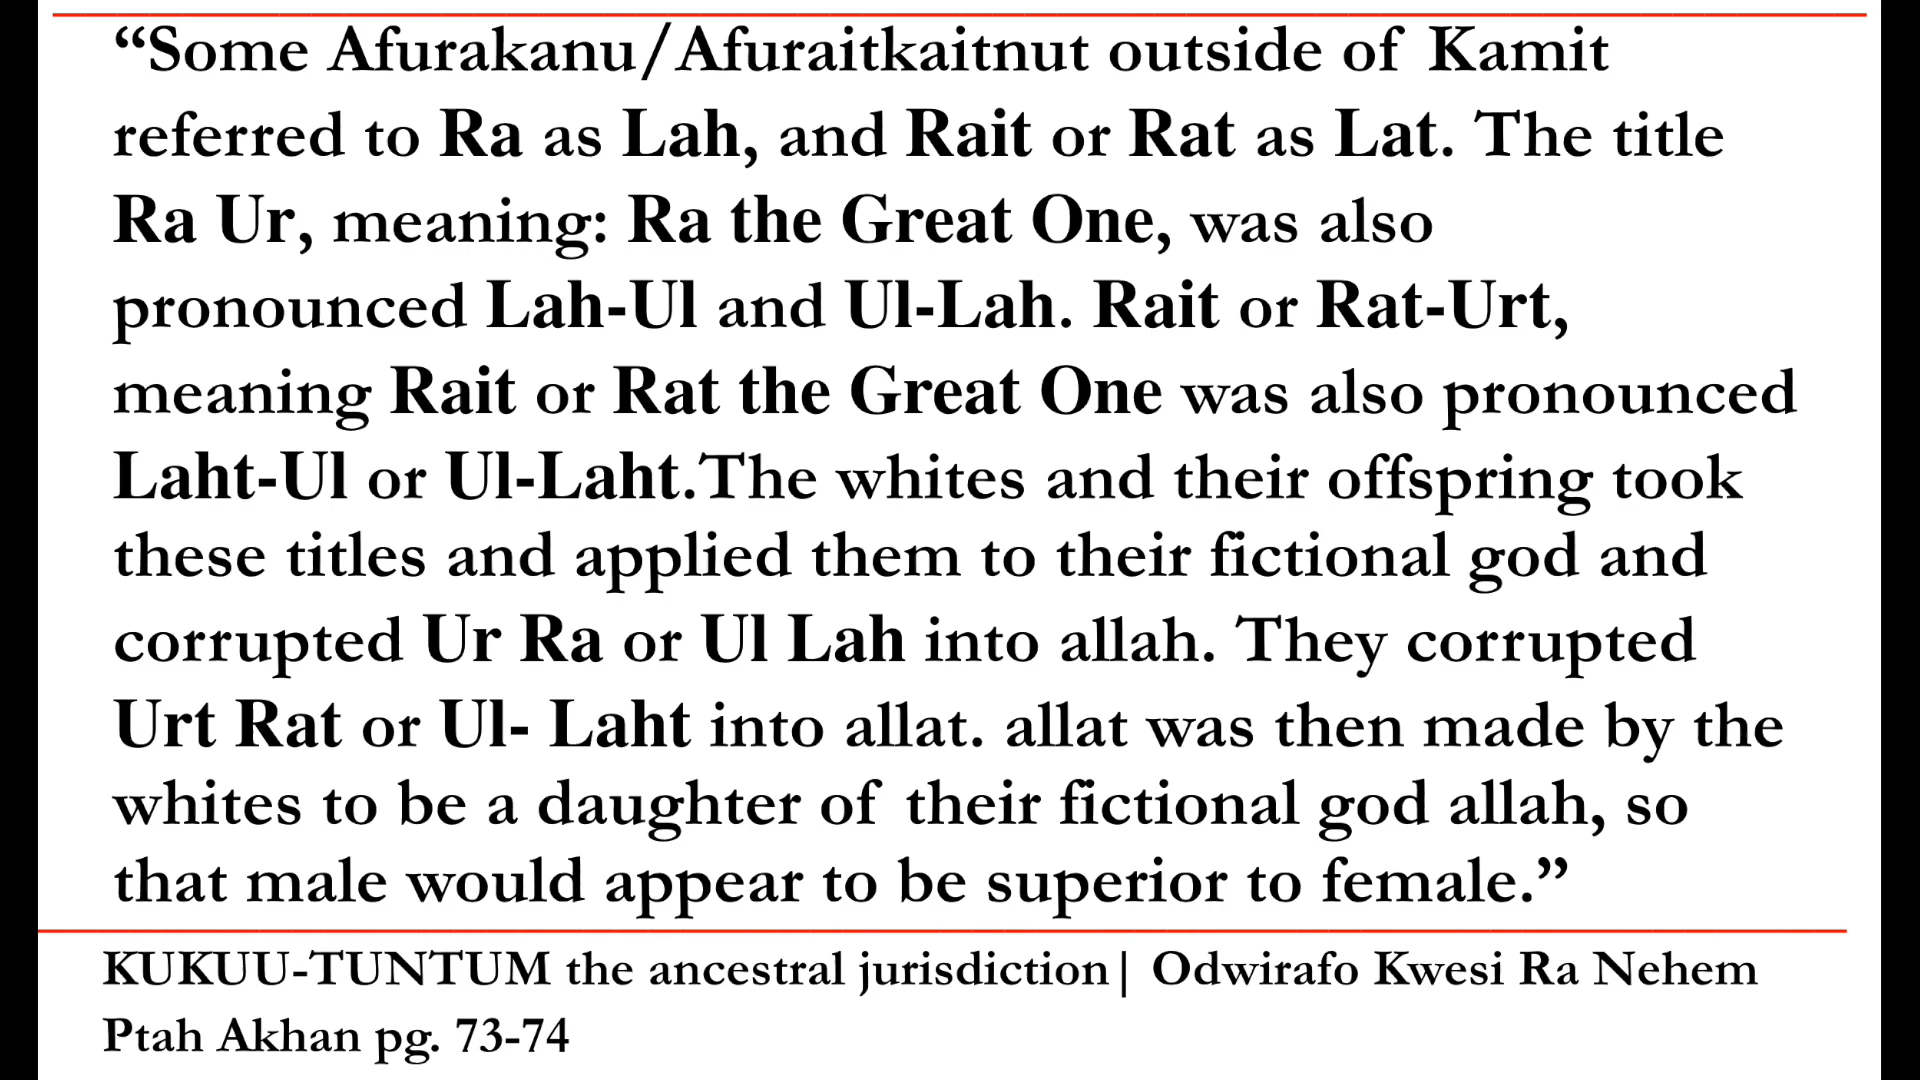 “Some Afurakanu/Afuraitkaitnut outside of Kamit
referred to Ra as Lah, and Rait or Rat as Lat. The title
Ra Ur, meaning: Ra the Great One, was also
pronounced Lah-Ul and Ul-Lah. Rait or Rat-Urt,
meaning Rait or Rat the Great One was also pronounced
Laht-Ul or Ul-Laht.The whites and their offspring took
these titles and applied them to their fictional god and
corrupted Ur Ra or Ul Lah into allah. They corrupted
Urt Rat or Ul- Laht into allat. allat was then made by the
whites to be a daughter of their fictional god allah, so
that male would appear to be superior to female.”
KUKUU-TUNTUM the ancestral jurisdiction| Odwirafo Kwesi Ra Nehem
Ptah Akhan pg. 73-74